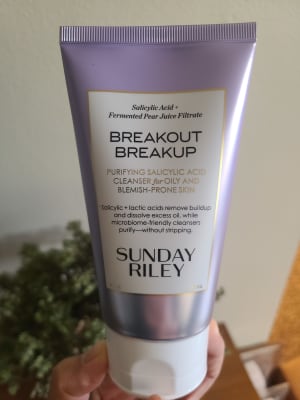 Salicylic Acid +
Fermented Pear Juice Filtrate
BREAKOUT
BREAKUP
PURIFYING SALICYLIC ACID
CLEANSER for OILY AND
BLEMISH-PRONE SKIN
Salicylic + lactic acids remove buildup
and dissolve excess oil, while
microbiome-friendly cleansers
purify—without stripping.
SUNDAY
RILEY